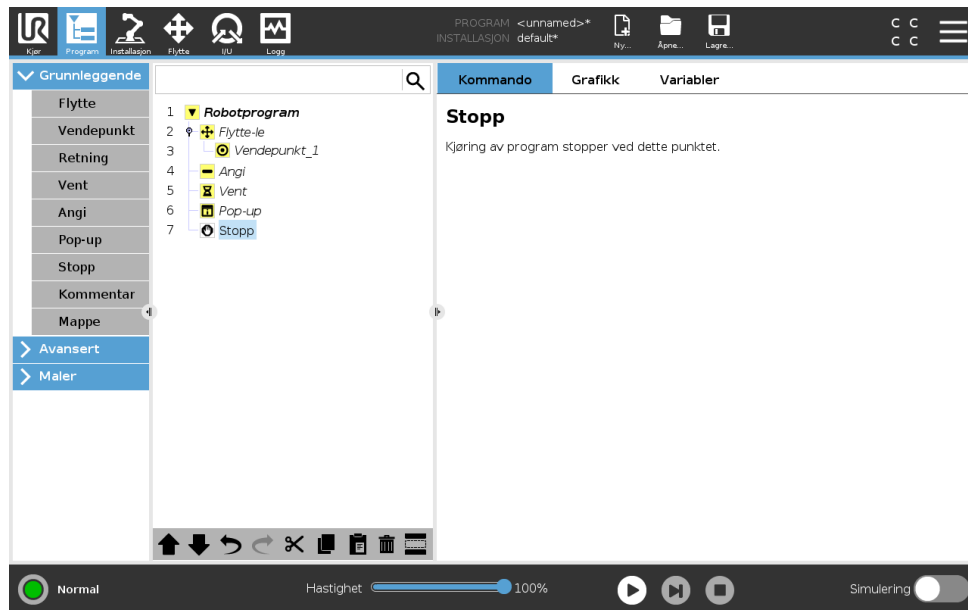 PROGRAM <unnamed>*
INSTALLASJON default*
C C
C C
Kjør Program Installasjon Flytte I/U Logg Ny... Åpne... Lagre...
Grunnleggende
Flytte
Vendepunkt
Retning
Vent
Angi
Pop-up
Stopp
Kommentar
Mappe
Avansert
Maler
1 Robotprogram
2 Flytte-le
3 Vendepunkt_1
4 Angi
5 Vent
6 Pop-up
7 Stopp
Kommando Grafikk Variabler
Stopp
Kjøring av program stopper ved dette punktet.
Normal Hastighet 100% Simulering